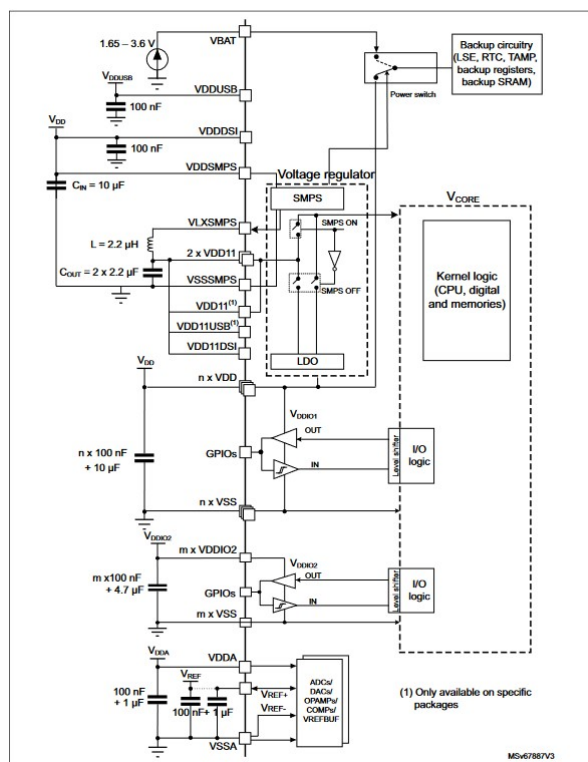 1.65 – 3.6 V
VBAT
Backup circuitry
(LSE, RTC, TAMP,
backup registers,
backup SRAM)
Power switch
VDDUSB
VDDUSB
100 nF
VDD
VDDDSI
100 nF
VDDSMPS
CIN = 10 µF
Voltage regulator
SMPS
VLXSMPS
L = 2.2 µH
2 x VDD11
COUT = 2 x 2.2 µF
VSSSMPS
SMPS ON
SMPS OFF
VDD11(1)
VDD11USB(1)
VDD11DSI
LDO
VCORE
Kernel logic
(CPU, digital
and memories)
VDD
n x VDD
VDDIO1
OUT
GPIOs
IN
Level shifter
I/O
logic
n x 100 nF
+ 10 µF
n x VSS
VDDIO2
m x VDDIO2
VDDIO2
OUT
m x100 nF
+ 4.7 µF
GPIOs
IN
Level shifter
I/O
logic
m x VSS
VDDA
VDDA
VREF
100 nF
+ 1 µF
100 nF
+ 1 µF
VREF+
VREF-
ADCs/
DACs/
OPAMPs/
COMPs/
VREFBUF
VSSA
(1) Only available on specific
packages
MSv67887V3